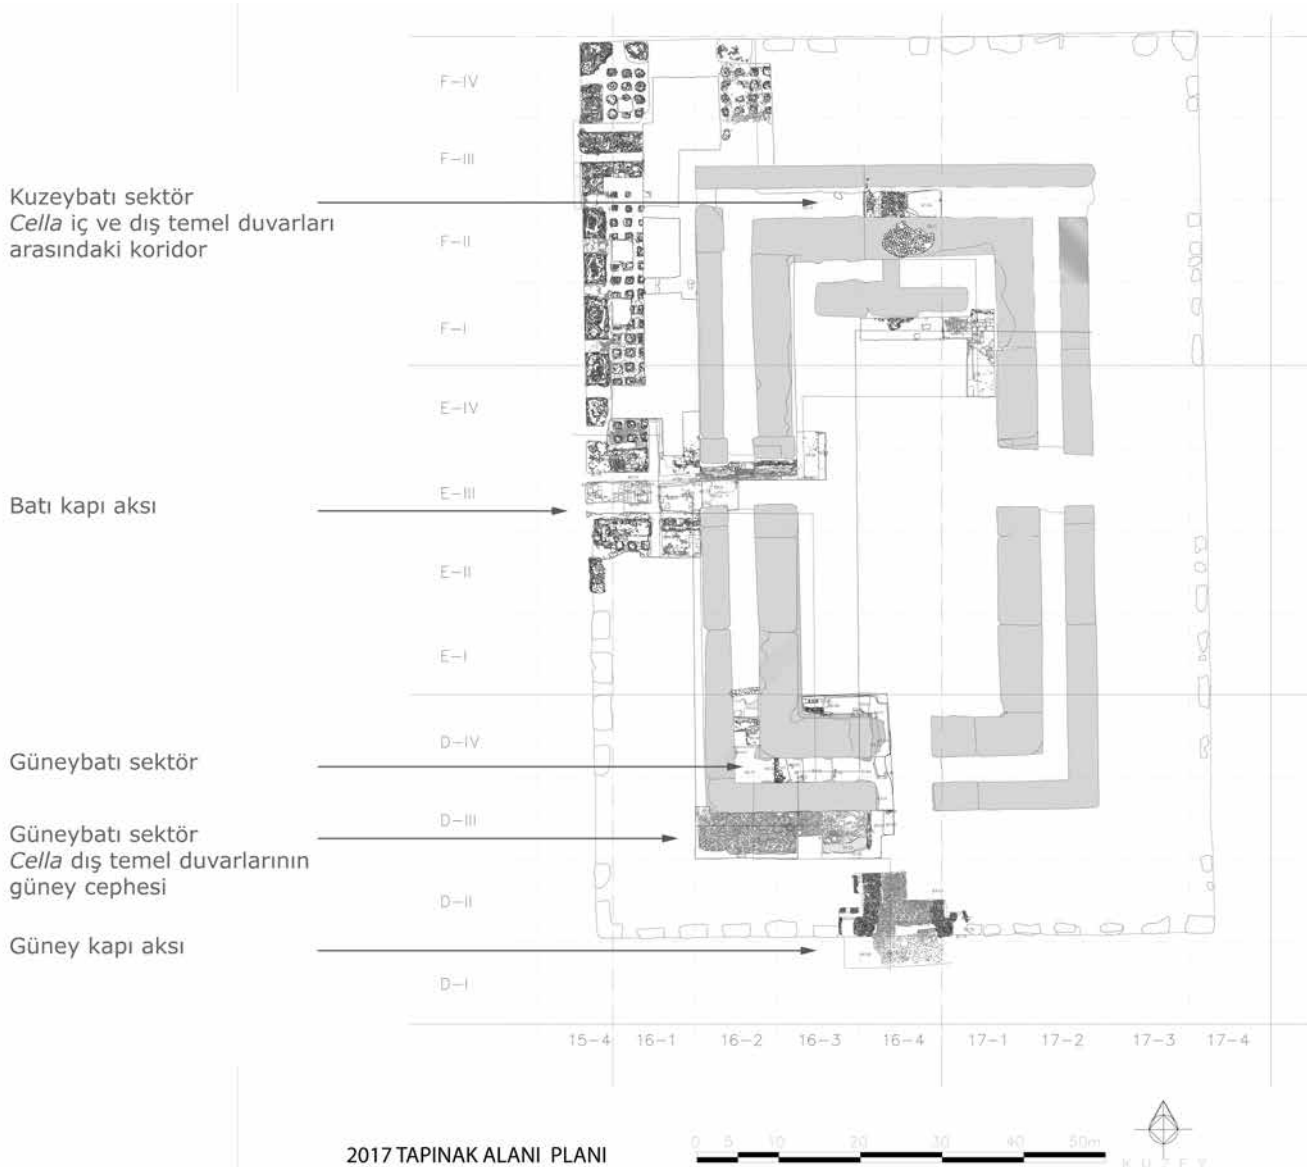 F-IV
F-III
Kuzeybatı sektör
Cella iç ve dış temel duvarları
arasındaki koridor
F-II
F-I
E-IV
E-III
Batı kapı aksı
E-II
E-I
D-IV
Güneybatı sektör
D-III
Güneybatı sektör
Cella dış temel duvarlarının
güney cephesi
D-II
Güney kapı aksı
D-I
15-4 16-1 16-2 16-3 16-4 17-1 17-2 17-3 17-4
2017 TAPINAK ALANI PLANI
0 5 10 20 30 40 50m
KUZEY